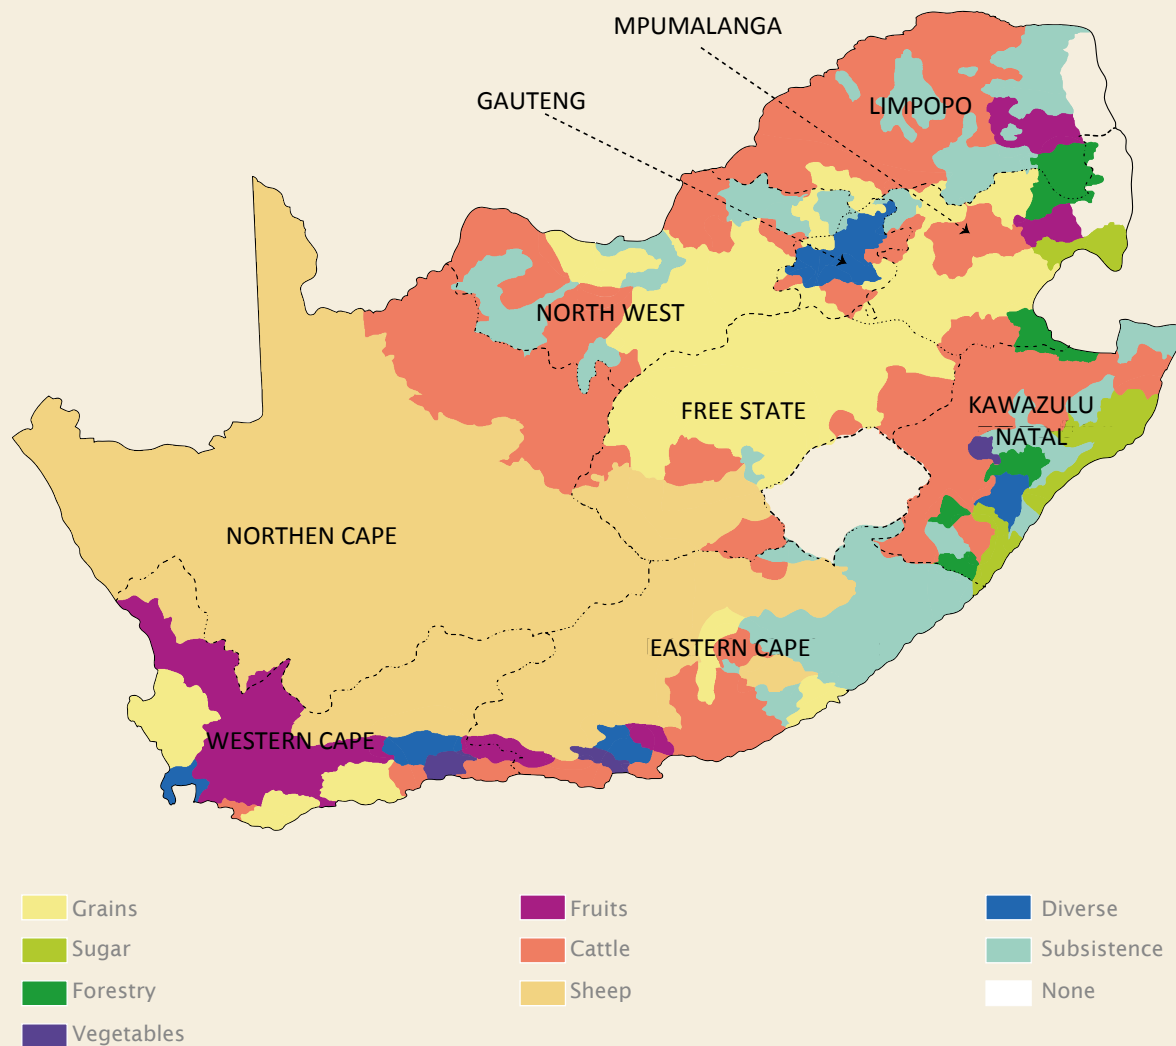 MPUMALANGA
GAUTENG
LIMPOPO
NORTH WEST
FREE STATE
KAWAZULU
NATAL
NORTHEN CAPE
EASTERN CAPE
WESTERN CAPE
Grains
Fruits
Diverse
Sugar
Cattle
Subsistence
Forestry
Sheep
None
Vegetables